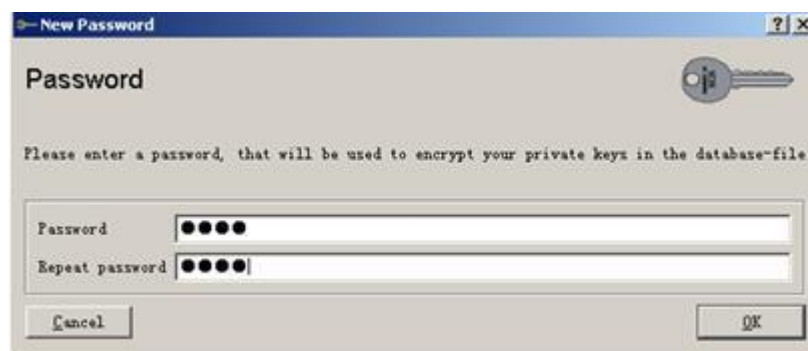 New Password
Password
Please enter a password, that will be used to encrypt your private keys in the database-file
Password ●●●●
Repeat password ●●●●
Cancel
OK